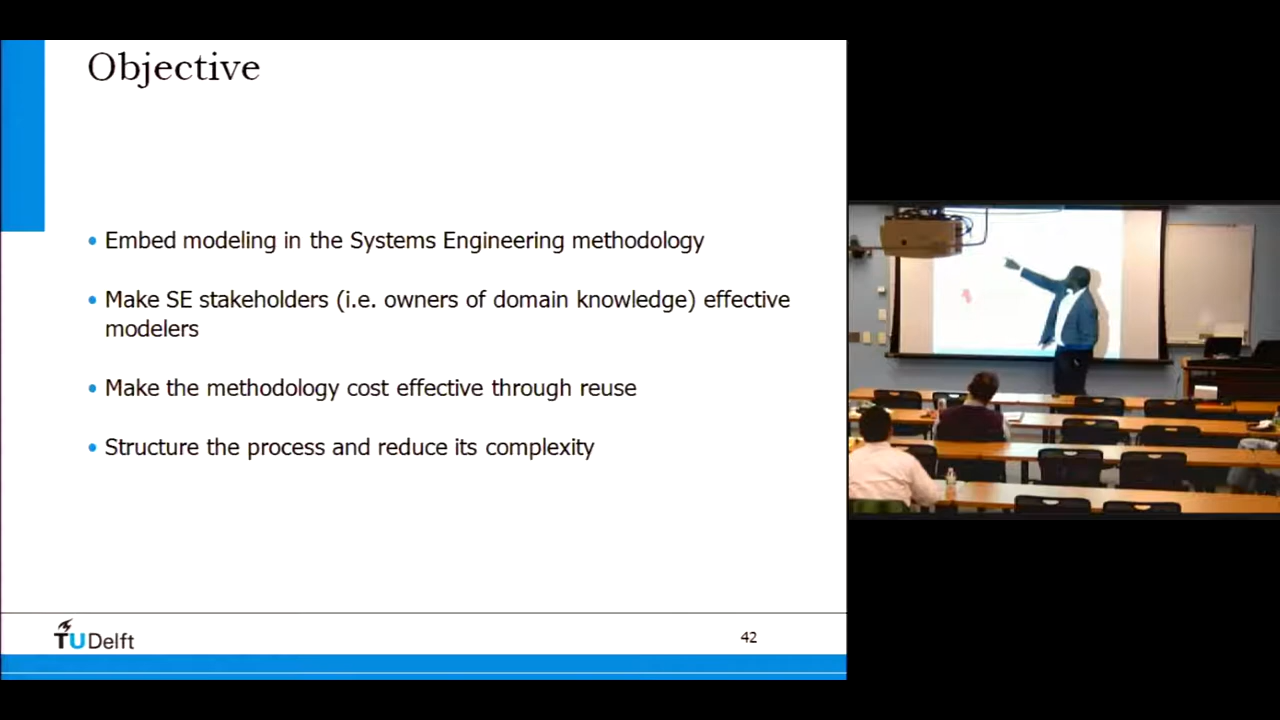 Objective
• Embed modeling in the Systems Engineering methodology
• Make SE stakeholders (i.e. owners of domain knowledge) effective
modelers
• Make the methodology cost effective through reuse
• Structure the process and reduce its complexity
TU Delft
42